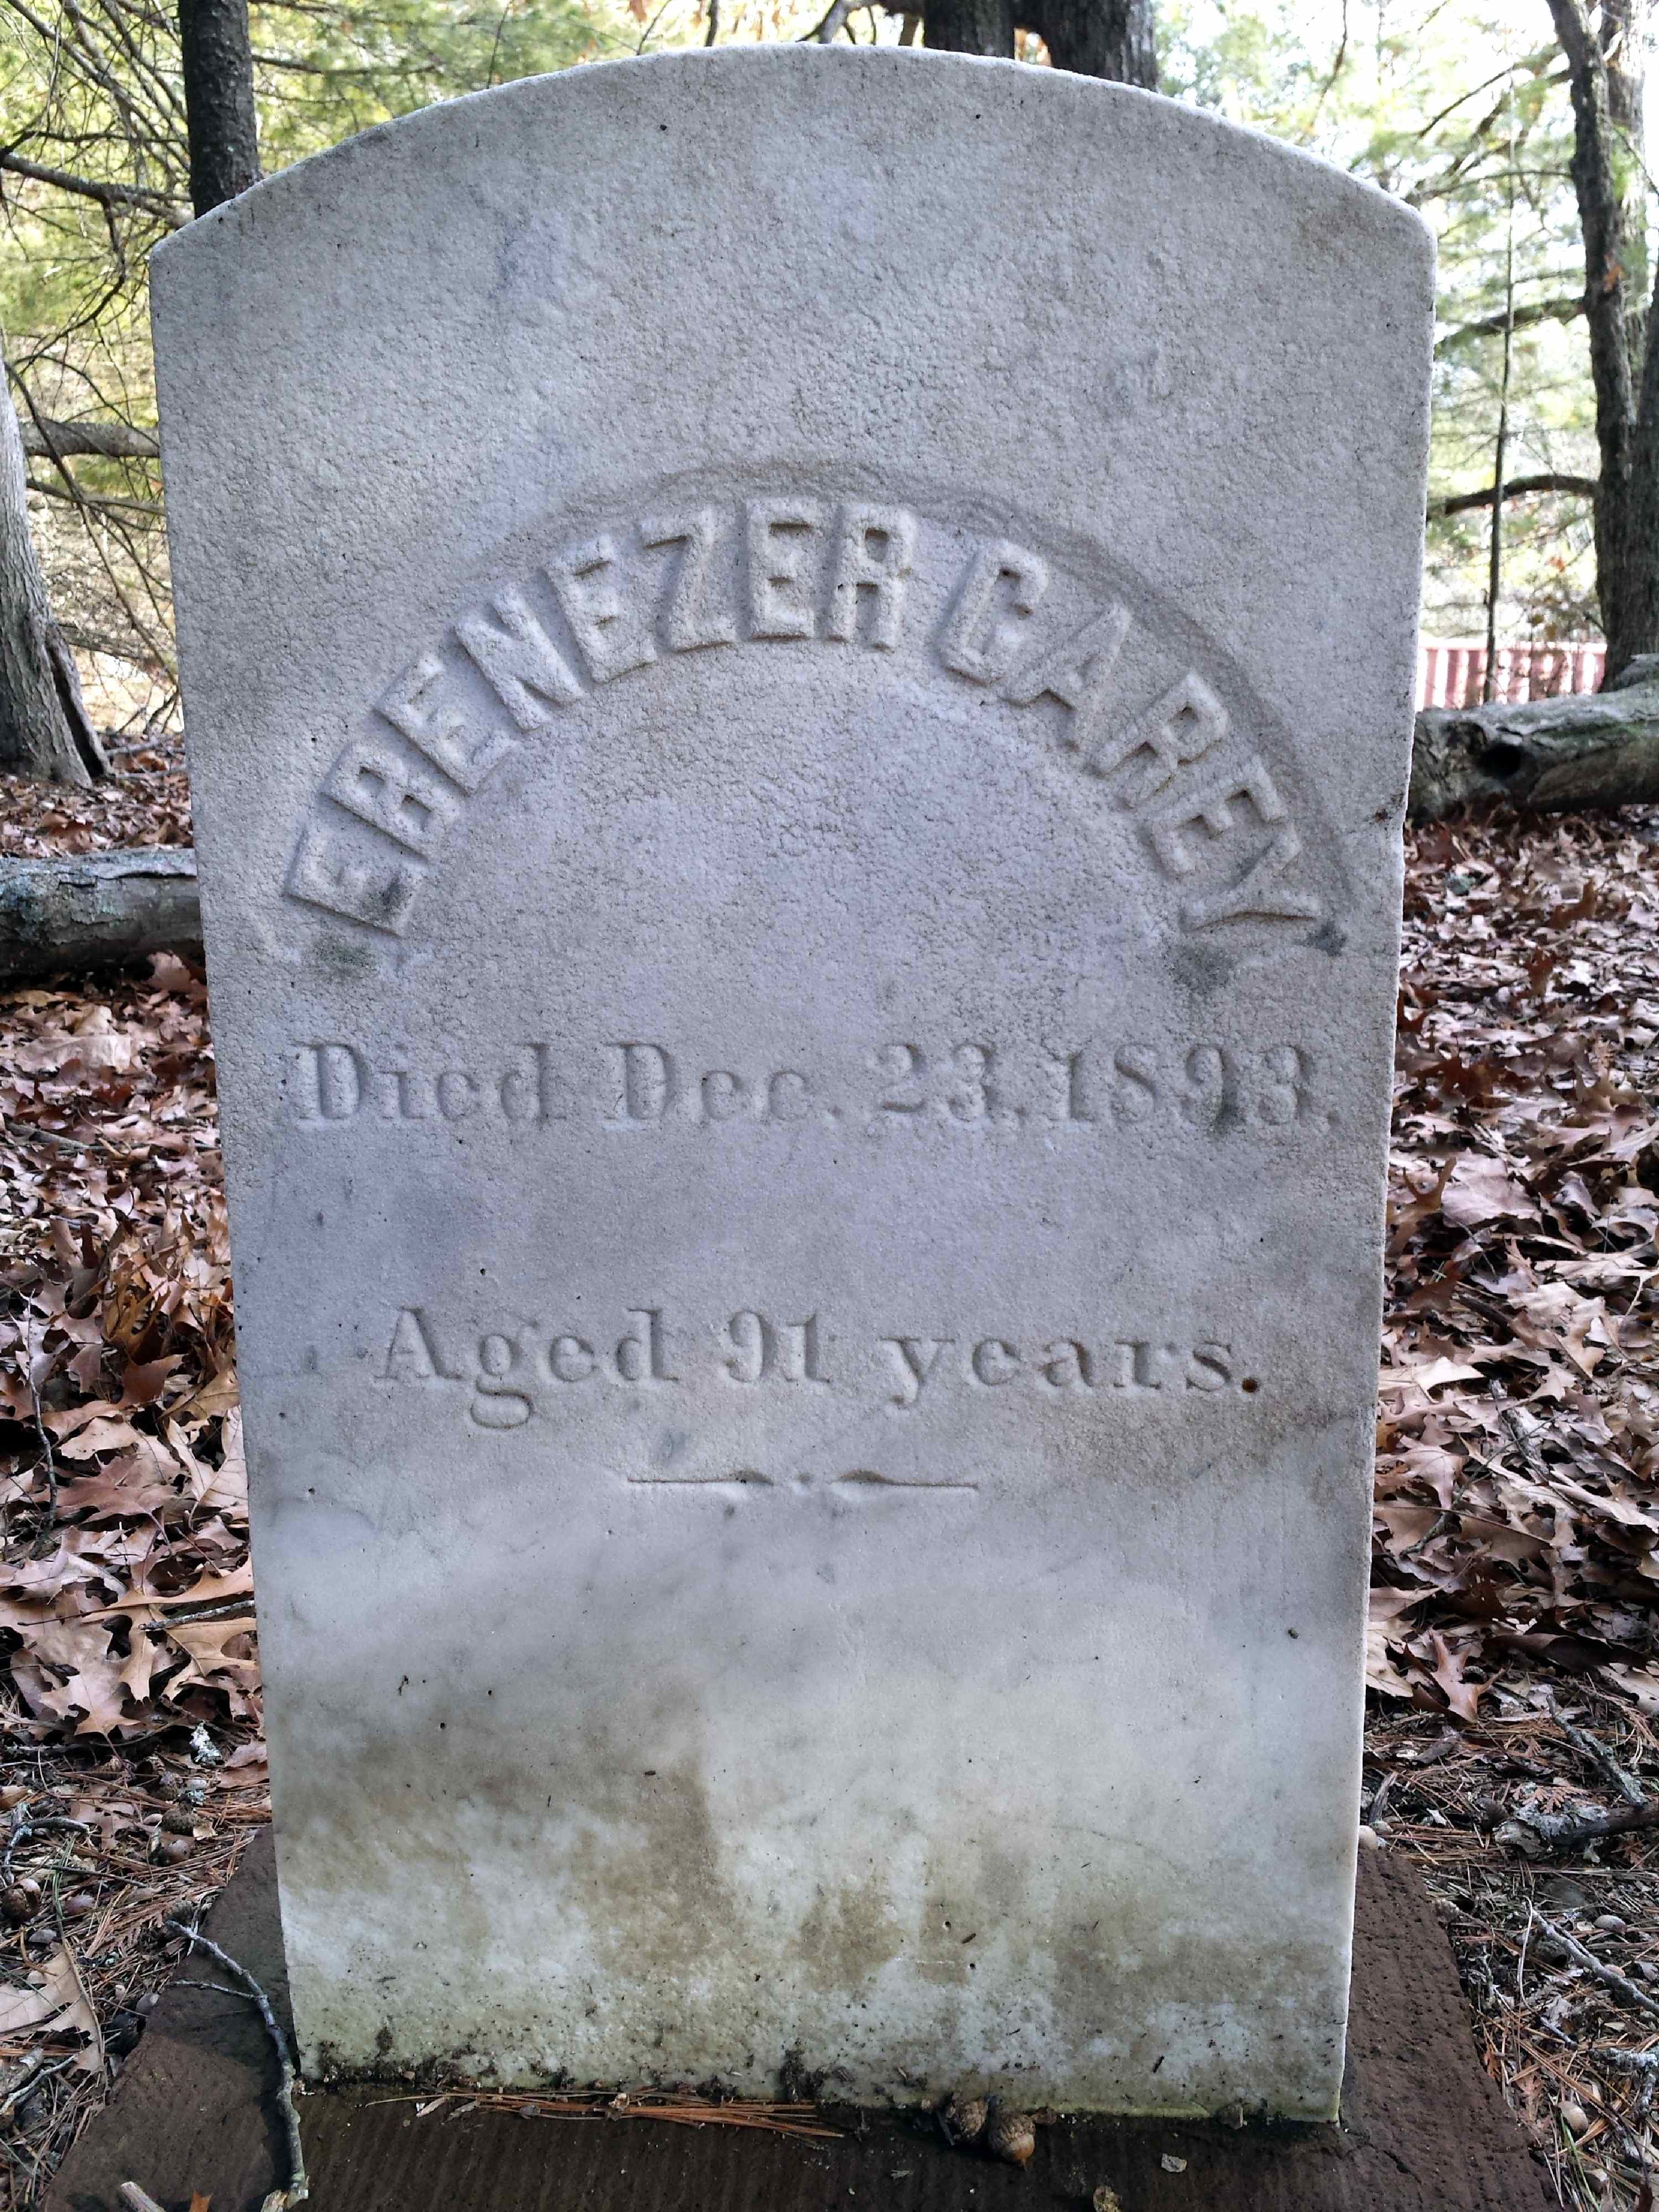 EBENEZER CAREY
Died Dec. 23, 1893.
Aged 91 years.